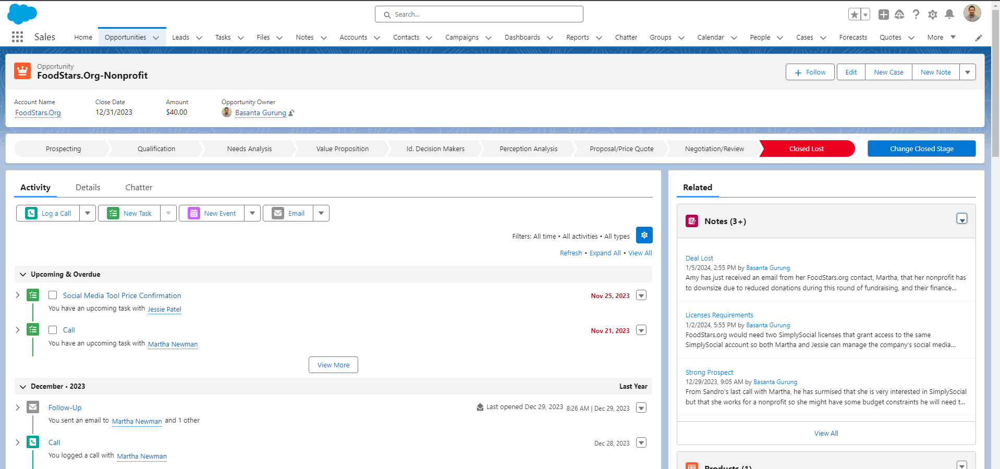 Search...
Sales
Home
Opportunities
Leads
Tasks
Files
Notes
Accounts
Contacts
Campaigns
Dashboards
Reports
Chatter
Groups
Calendar
People
Cases
Forecasts
Quotes
More
Opportunity
FoodStars.Org-Nonprofit
Follow
Edit
New Case
New Note
Account Name
FoodStars.Org
Close Date
12/31/2023
Amount
$40.00
Opportunity Owner
Basanta Gurung
Prospecting
Qualification
Needs Analysis
Value Proposition
Id. Decision Makers
Perception Analysis
Proposal/Price Quote
Negotiation/Review
Closed Lost
Change Closed Stage
Activity
Details
Chatter
Log a Call
New Task
New Event
Email
Filters: All time • All activities • All types
Refresh • Expand All • View All
Upcoming & Overdue
Social Media Tool Price Confirmation
Nov 25, 2023
You have an upcoming task with Jessie Patel
Call
Nov 21, 2023
You have an upcoming task with Martha Newman
View More
December • 2023
Last Year
Follow-Up
Last opened Dec 29, 2023
8:26 AM | Dec 29, 2023
You sent an email to Martha Newman and 1 other
Call
Dec 28, 2023
You logged a call with Martha Newman
Related
Notes (3+)
Deal Lost
1/5/2024, 2:55 PM by Basanta Gurung
Amy has just received an email from her FoodStars.org contact, Martha, that her nonprofit has
to downsize due to reduced donations during this round of fundraising, and their finance...
Licenses Requirements
1/2/2024, 5:55 PM by Basanta Gurung
FoodStars.org would need two SimplySocial licenses that grant access to the same
SimplySocial account so both Martha and Jessie can manage the company's social media...
Strong Prospect
12/29/2023, 9:05 AM by Basanta Gurung
From Sandro's last call with Martha, he has surmised that she is very interested in SimplySocial
but that she works for a nonprofit so she might have some budget constraints he will need t...
View All
Products (1)